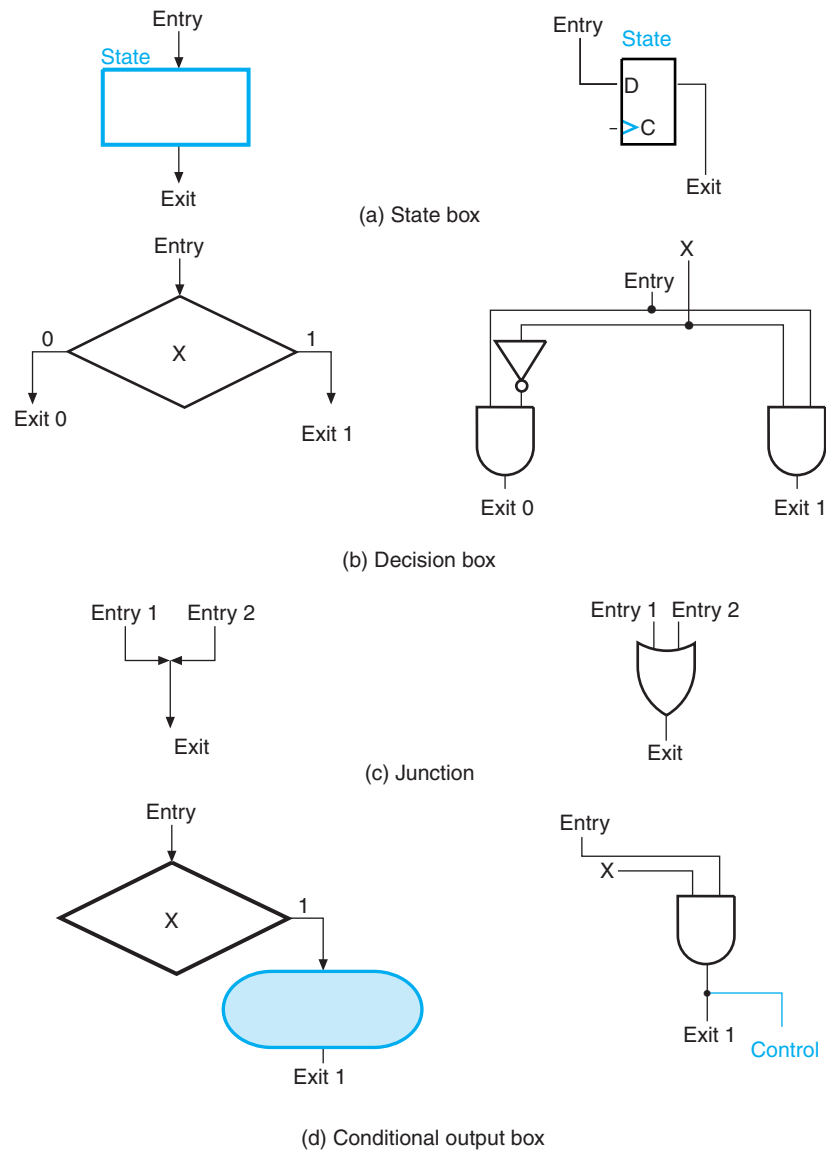 Entry
State
Exit
Entry
State
D
C
Exit
(a) State box
Entry
0
X
1
Exit 0
Exit 1
X
Entry
Exit 0
Exit 1
(b) Decision box
Entry 1 Entry 2
Exit
Entry 1 Entry 2
Exit
(c) Junction
Entry
X
1
Exit 1
Entry
X
Exit 1
Control
(d) Conditional output box